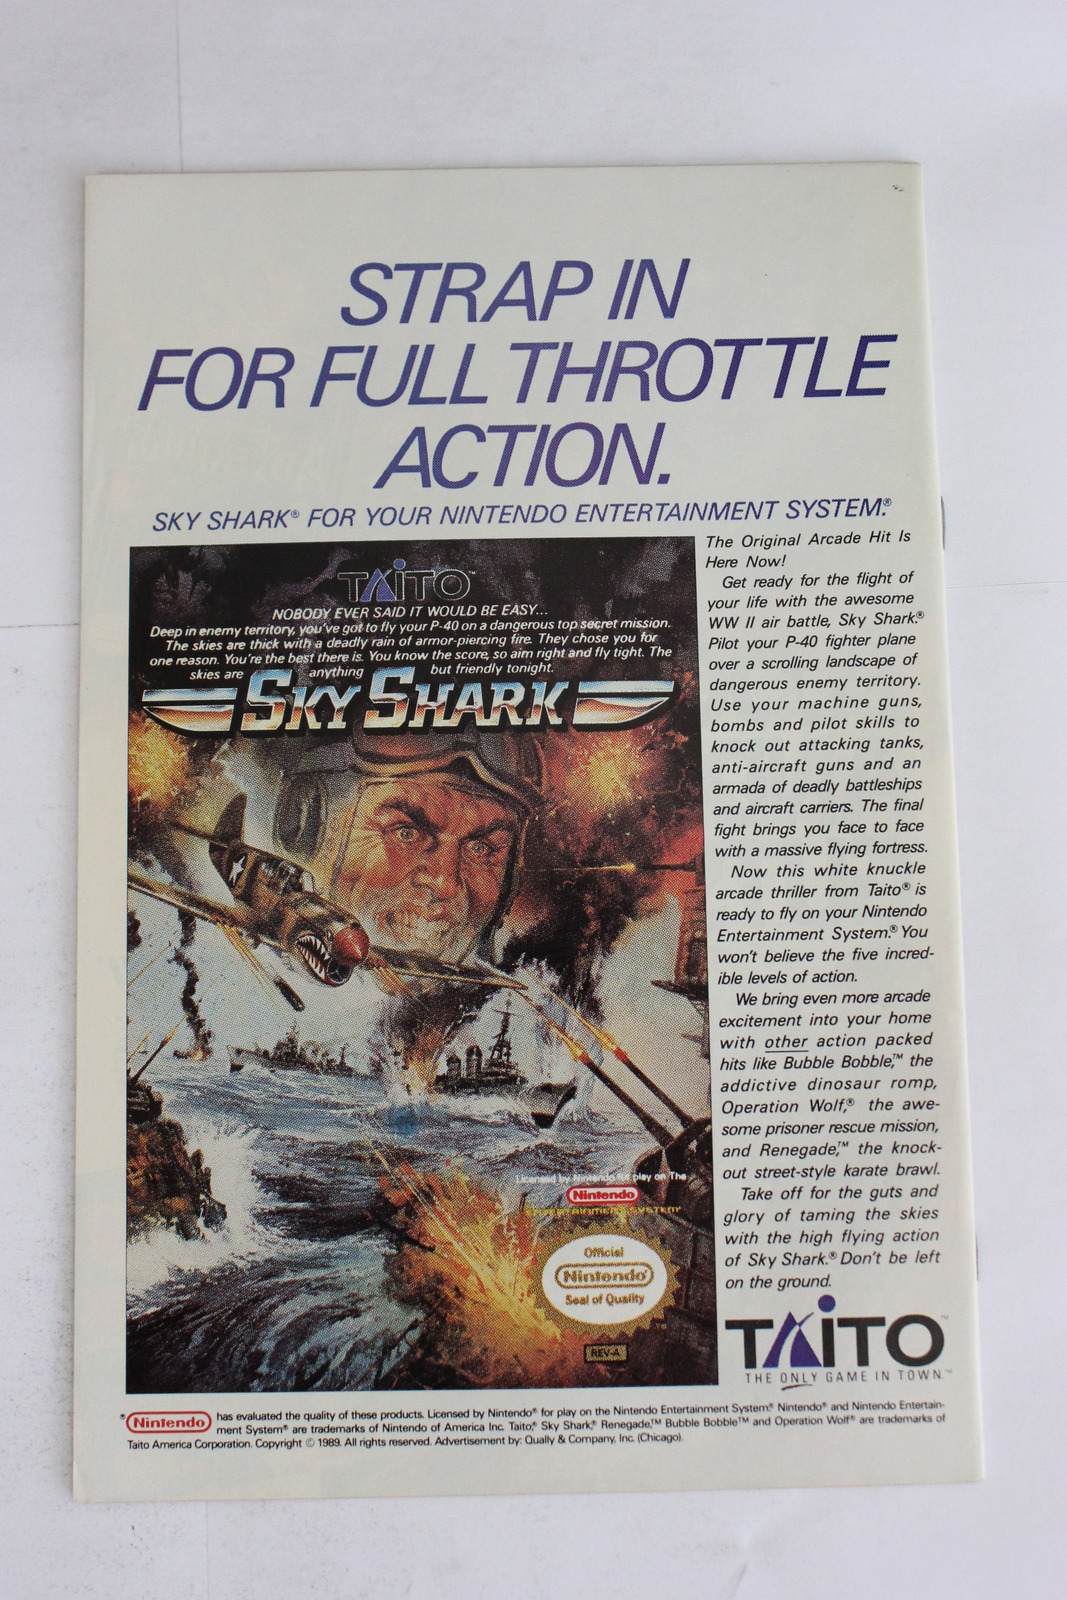 STRAP IN
FOR FULL THROTTLE
ACTION.
SKY SHARK® FOR YOUR NINTENDO ENTERTAINMENT SYSTEM.®
TAITO™
NOBODY EVER SAID IT WOULD BE EASY...
Deep in enemy territory, you've got to fly your P-40 on a dangerous top secret mission.
The skies are thick with a deadly rain of armor-piercing fire. They chose you for
one reason. You're the best there is. You know the score, so aim right and fly tight. The
skies are anything but friendly tonight.
SKY SHARK™
Licensed by Nintendo for play on The
Nintendo
ENTERTAINMENT SYSTEM®
Official
Nintendo®
Seal of Quality
REV-A
The Original Arcade Hit Is
Here Now!
Get ready for the flight of
your life with the awesome
WW II air battle, Sky Shark.®
Pilot your P-40 fighter plane
over a scrolling landscape of
dangerous enemy territory.
Use your machine guns,
bombs and pilot skills to
knock out attacking tanks,
anti-aircraft guns and an
armada of deadly battleships
and aircraft carriers. The final
fight brings you face to face
with a massive flying fortress.
Now this white knuckle
arcade thriller from Taito® is
ready to fly on your Nintendo
Entertainment System.® You
won't believe the five incred-
ible levels of action.
We bring even more arcade
excitement into your home
with other action packed
hits like Bubble Bobble,™ the
addictive dinosaur romp,
Operation Wolf,® the awe-
some prisoner rescue mission,
and Renegade,™ the knock-
out street-style karate brawl.
Take off for the guts and
glory of taming the skies
with the high flying action
of Sky Shark.® Don't be left
on the ground.
TAITO™
THE ONLY GAME IN TOWN™
® Nintendo has evaluated the quality of these products. Licensed by Nintendo® for play on the Nintendo Entertainment System.® Nintendo® and Nintendo Entertain-
ment System® are trademarks of Nintendo of America Inc. Taito,® Sky Shark,® Renegade,™ Bubble Bobble™ and Operation Wolf® are trademarks of
Taito America Corporation. Copyright © 1989. All rights reserved. Advertisement by: Qually & Company, Inc. (Chicago).